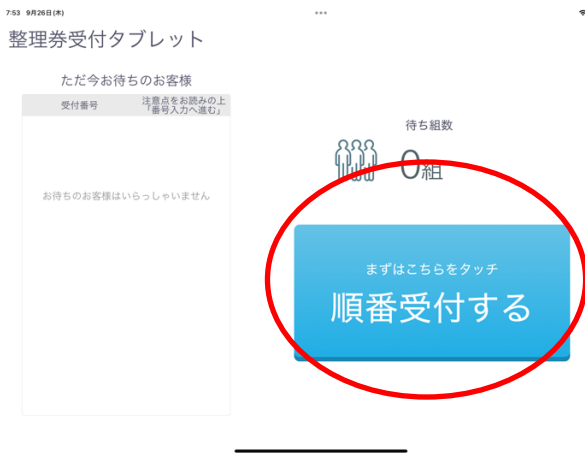 7:53 9月26日(木)
整理券受付タブレット
ただ今お待ちのお客様
受付番号
注意点をお読みの上
「番号入力へ進む」
お待ちのお客様はいらっしゃいません
待ち組数
0組
まずはこちらをタッチ
順番受付する